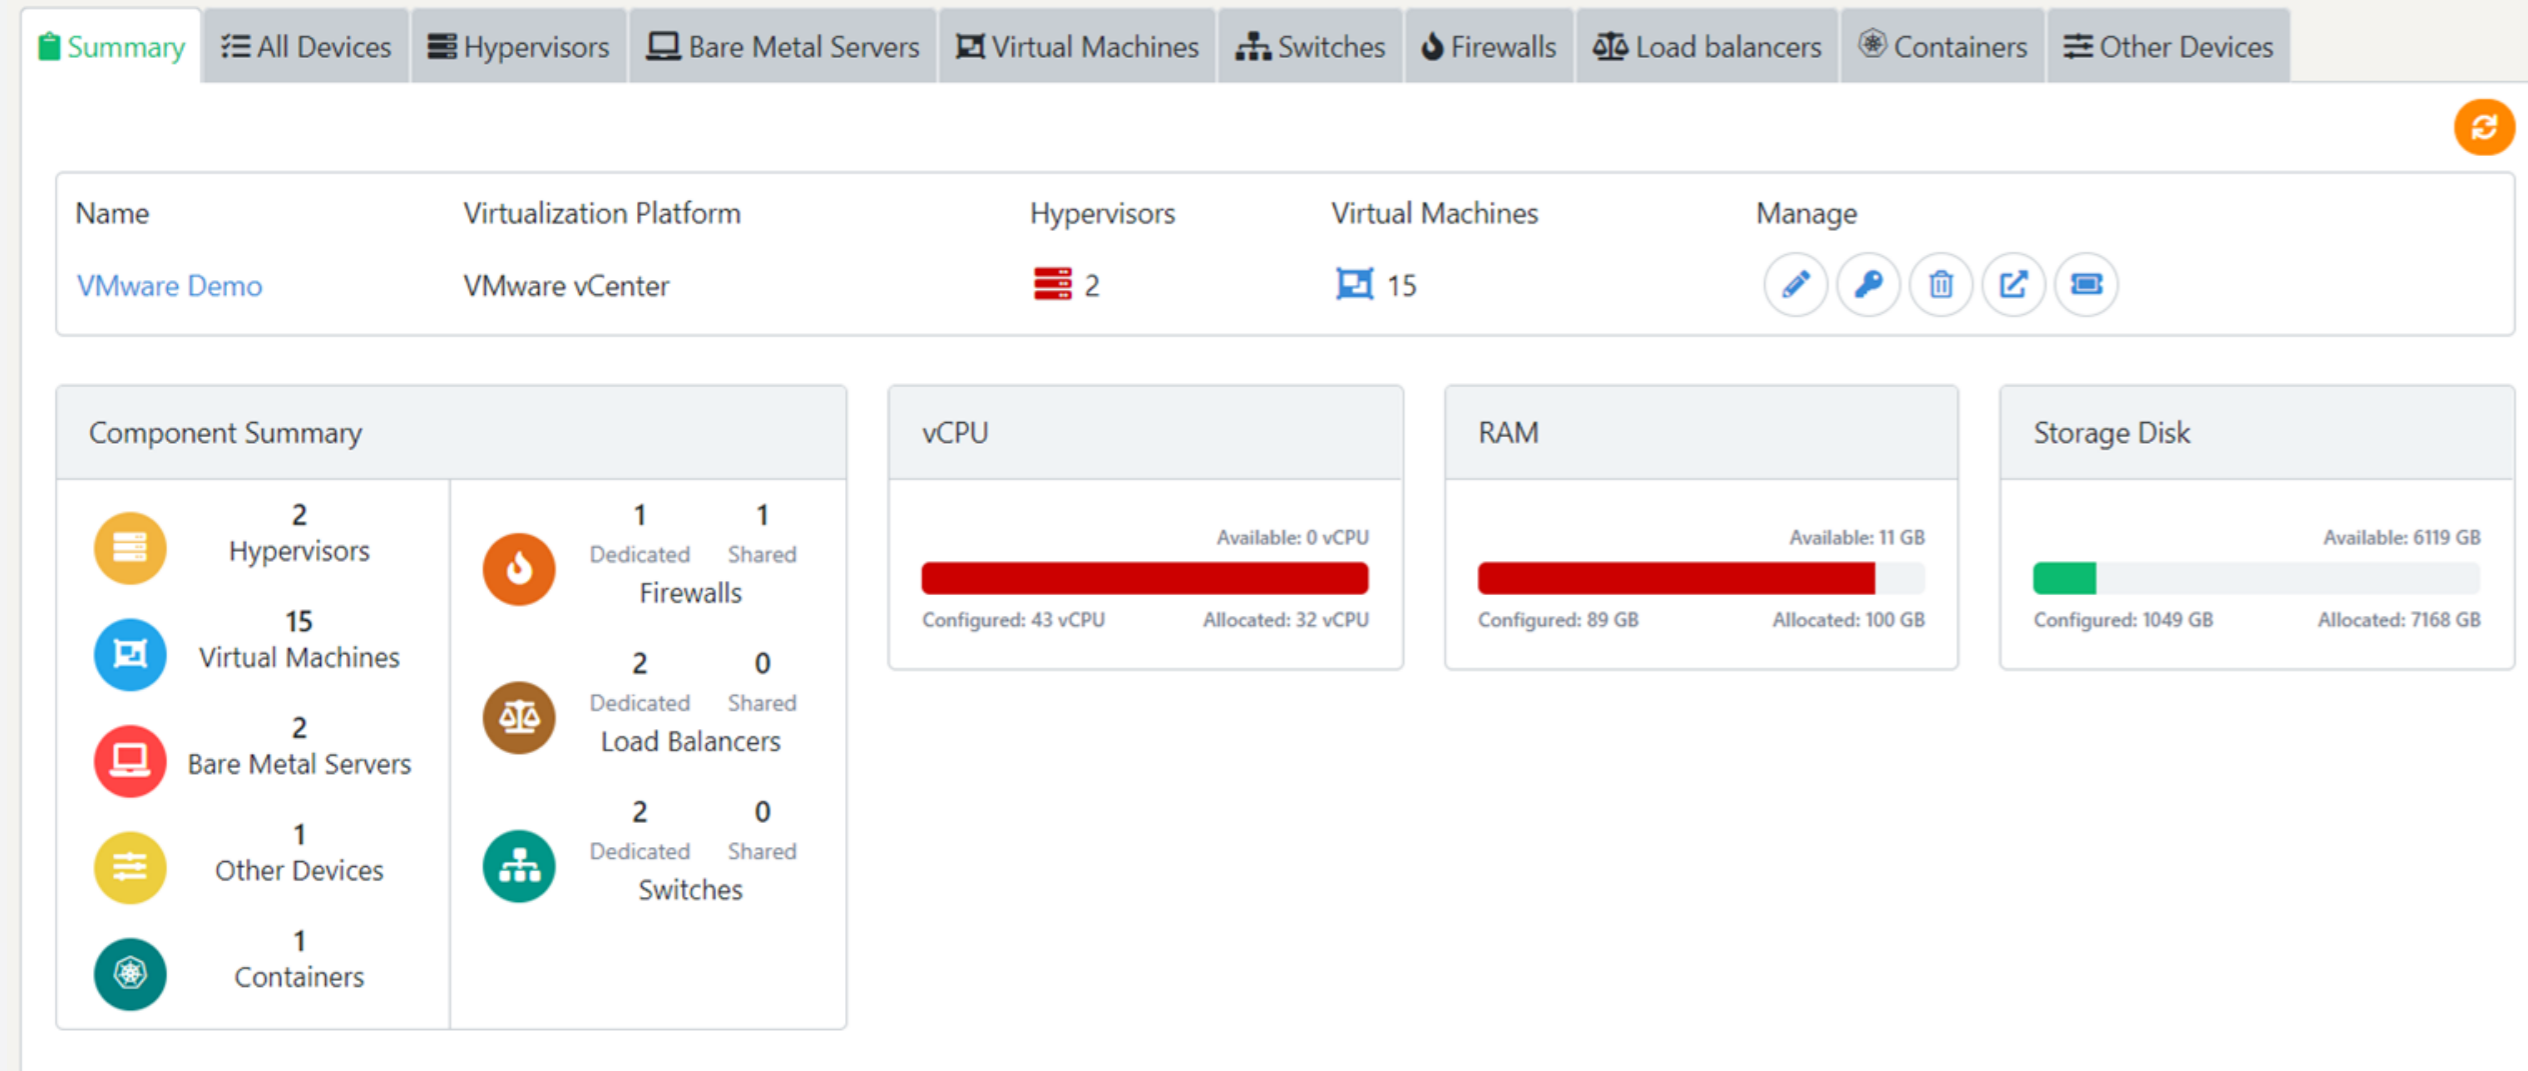 Summary All Devices Hypervisors Bare Metal Servers Virtual Machines Switches Firewalls Load balancers Containers Other Devices
Name Virtualization Platform Hypervisors Virtual Machines Manage
VMware Demo VMware vCenter 2 15
Component Summary
2
Hypervisors
15
Virtual Machines
2
Bare Metal Servers
1
Other Devices
1
Containers
1 1
Dedicated Shared
Firewalls
2 0
Dedicated Shared
Load Balancers
2 0
Dedicated Shared
Switches
vCPU
Available: 0 vCPU
Configured: 43 vCPU Allocated: 32 vCPU
RAM
Available: 11 GB
Configured: 89 GB Allocated: 100 GB
Storage Disk
Available: 6119 GB
Configured: 1049 GB Allocated: 7168 GB